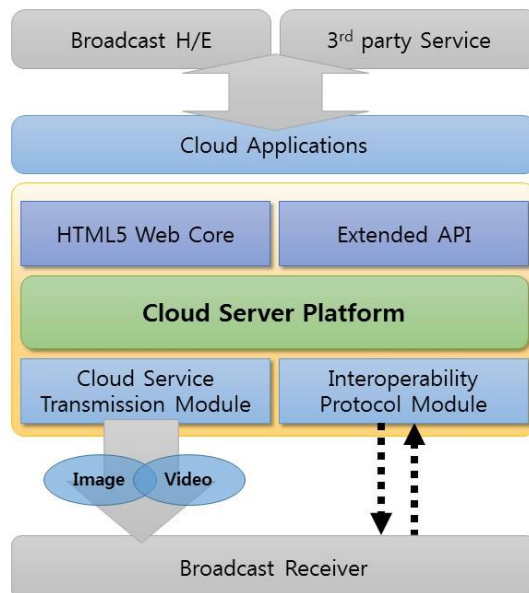 Broadcast H/E
3rd party Service
Cloud Applications
HTML5 Web Core
Extended API
Cloud Server Platform
Cloud Service
Transmission Module
Interoperability
Protocol Module
Image
Video
Broadcast Receiver